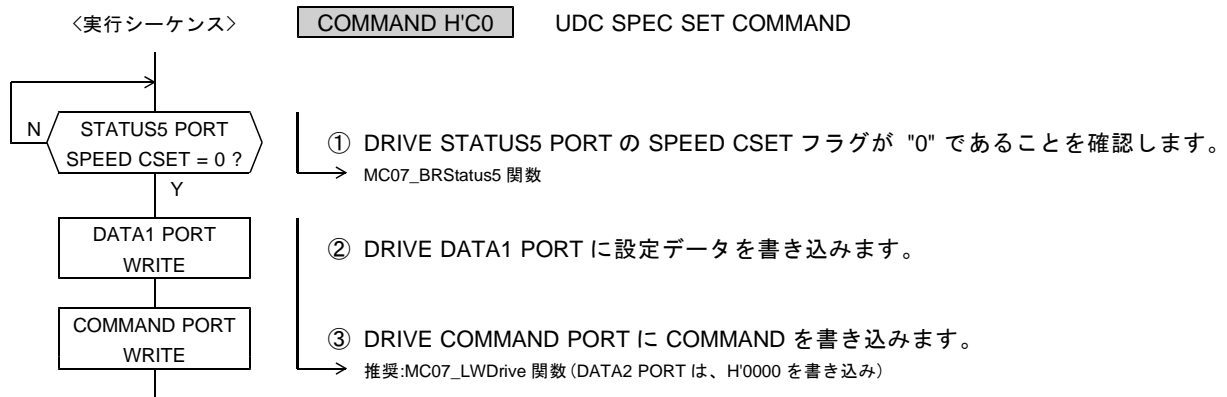 〈実行シーケンス〉 COMMAND H'C0 UDC SPEC SET COMMAND
N
STATUS5 PORT
SPEED CSET = 0 ?
Y
① DRIVE STATUS5 PORT の SPEED CSET フラグが "0" であることを確認します。
MC07_BRStatus5 関数
DATA1 PORT
WRITE
② DRIVE DATA1 PORT に設定データを書き込みます。
COMMAND PORT
WRITE
③ DRIVE COMMAND PORT に COMMAND を書き込みます。
推奨:MC07_LWDrive 関数(DATA2 PORT は、H'0000 を書き込み)